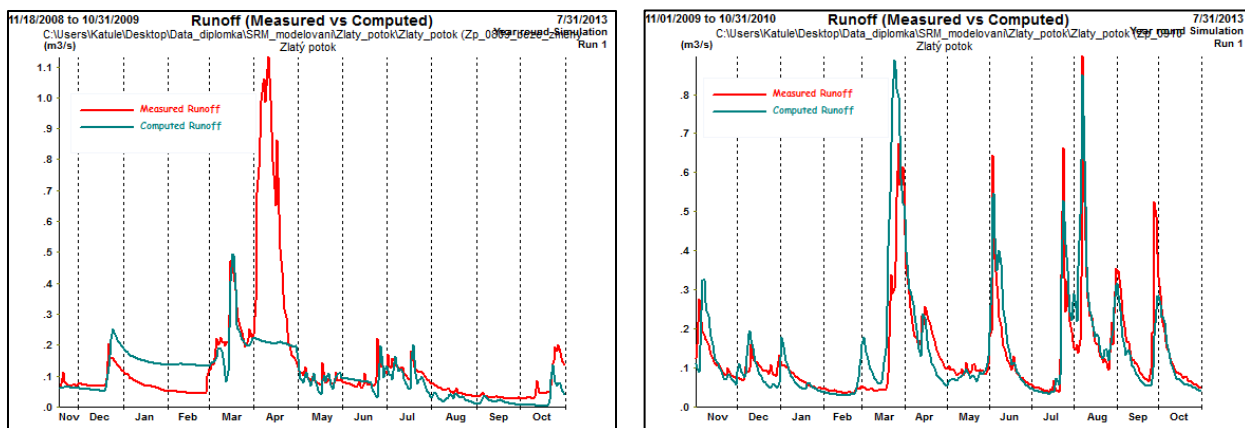 11/18/2008 to 10/31/2009 Runoff (Measured vs Computed) 7/31/2013
C:\Users\Katule\Desktop\Data_diplomka\SRM_modelovani\Zlaty_potok\Zlaty_potok
Year round Simulation
(m3/s) Zlatý potok Run 1
1.1
1.0
.9
.8
.7
.6
.5
.4
.3
.2
.1
.0
Measured Runoff
Computed Runoff
Nov Dec Jan Feb Mar Apr May Jun Jul Aug Sep Oct
11/01/2009 to 10/31/2010 Runoff (Measured vs Computed) 7/31/2013
C:\Users\Katule\Desktop\Data_diplomka\SRM_modelovani\Zlaty_potok\Zlaty_potok
Year round Simulation
(m3/s) Zlatý potok Run 1
.8
.7
.6
.5
.4
.3
.2
.1
.0
Measured Runoff
Computed Runoff
Nov Dec Jan Feb Mar Apr May Jun Jul Aug Sep Oct